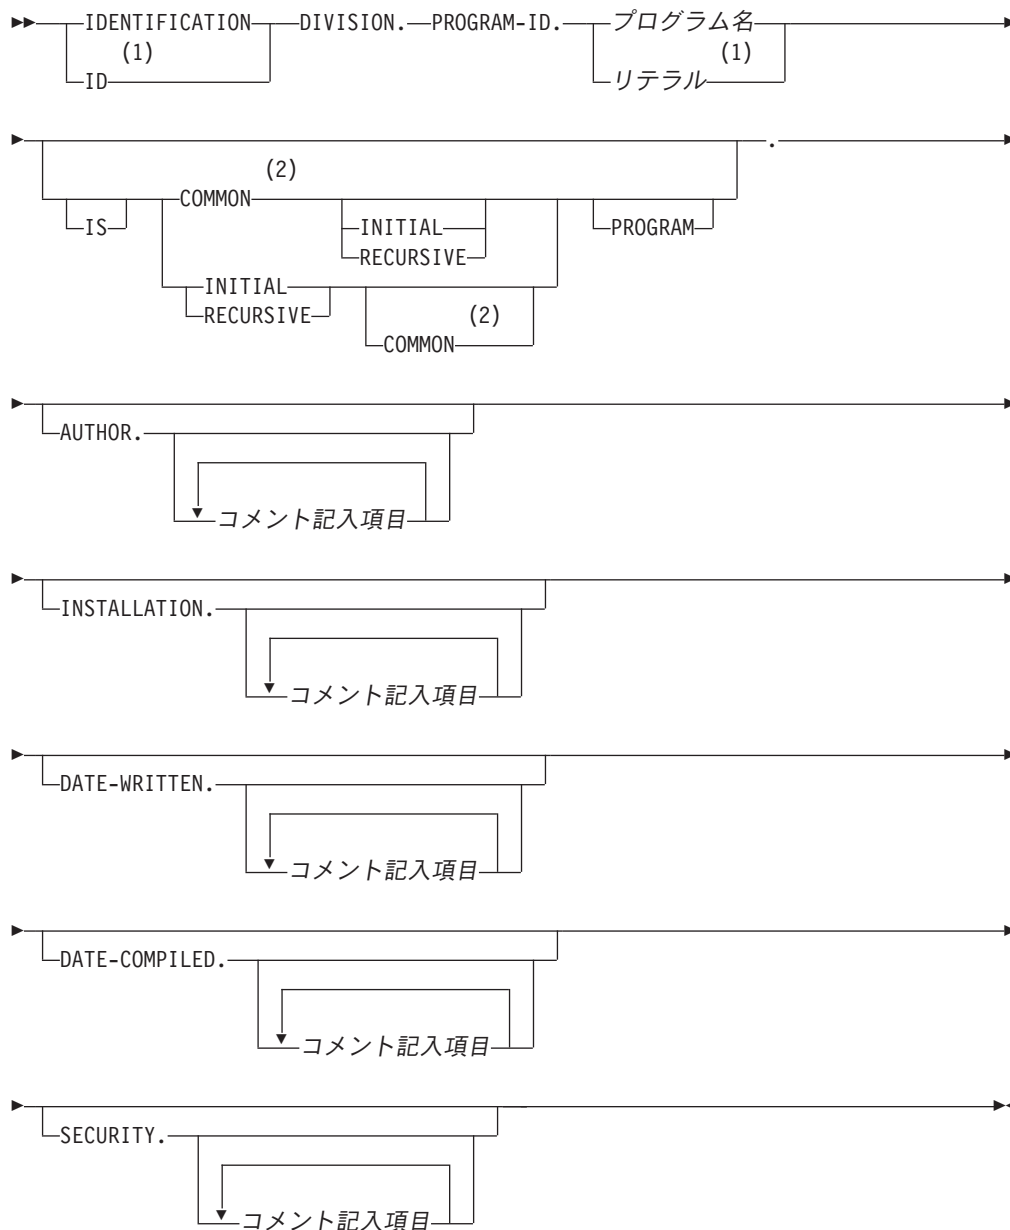 IDENTIFICATION DIVISION. PROGRAM-ID. プログラム名
(1) (1)
ID リテラル
.
(2)
COMMON
IS INITIAL PROGRAM
RECURSIVE
INITIAL
RECURSIVE (2)
COMMON
AUTHOR.
コメント記入項目
INSTALLATION.
コメント記入項目
DATE-WRITTEN.
コメント記入項目
DATE-COMPILED.
コメント記入項目
SECURITY.
コメント記入項目